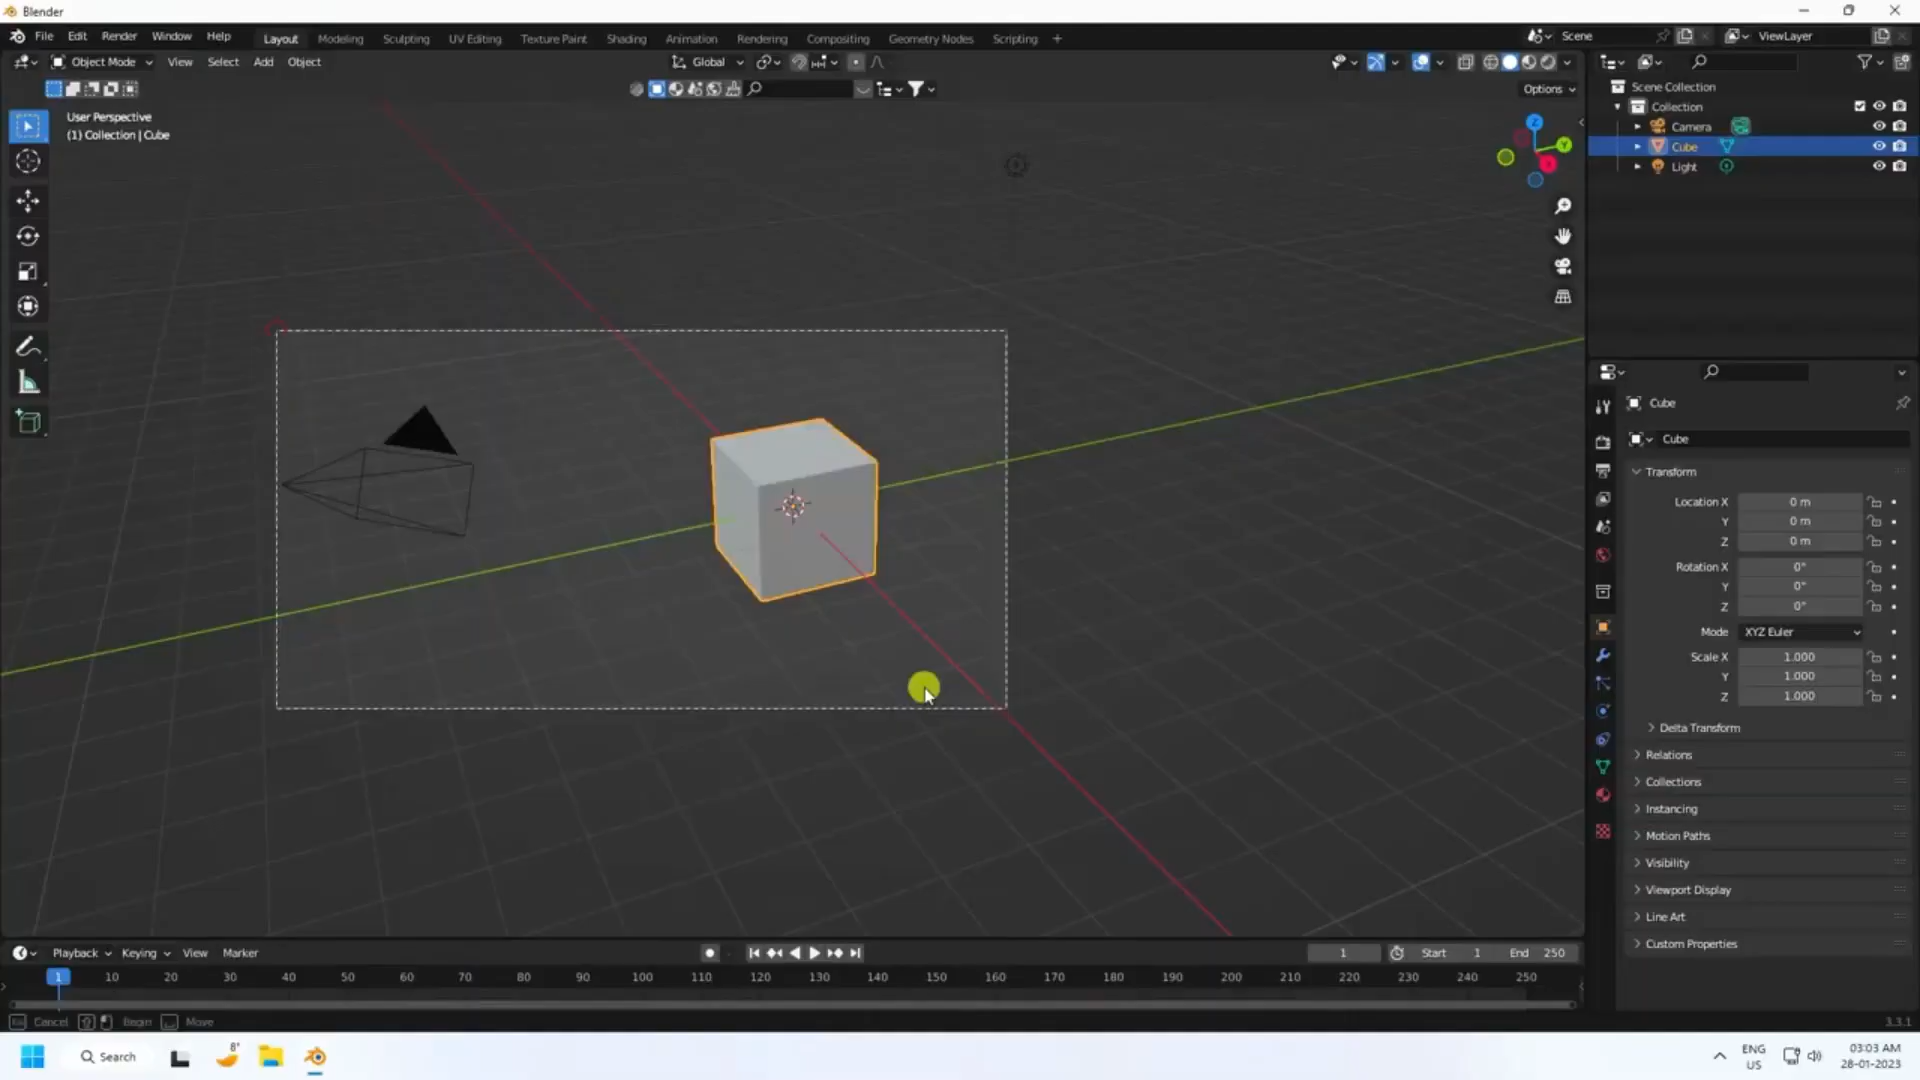 Blender
File Edit Render Window Help Layout Modeling Sculpting UV Editing Texture Paint Shading Animation Rendering Compositing Geometry Nodes Scripting + Scene ViewLayer
Object Mode View Select Add Object Global
Options
User Perspective
(1) Collection | Cube
Z
Y
X
Scene Collection
Collection
Camera
Cube
Light
Cube
Cube
Transform
Location X 0 m
Y 0 m
Z 0 m
Rotation X 0°
Y 0°
Z 0°
Mode XYZ Euler
Scale X 1.000
Y 1.000
Z 1.000
Delta Transform
Relations
Collections
Instancing
Motion Paths
Visibility
Viewport Display
Line Art
Custom Properties
Playback Keying View Marker 1 Start 1 End 250
1 10 20 30 40 50 60 70 80 90 100 110 120 130 140 150 160 170 180 190 200 210 220 230 240 250
Cancel Begin Move 3.3.1
Search 8° ENG 03:03 AM
US 28-01-2023